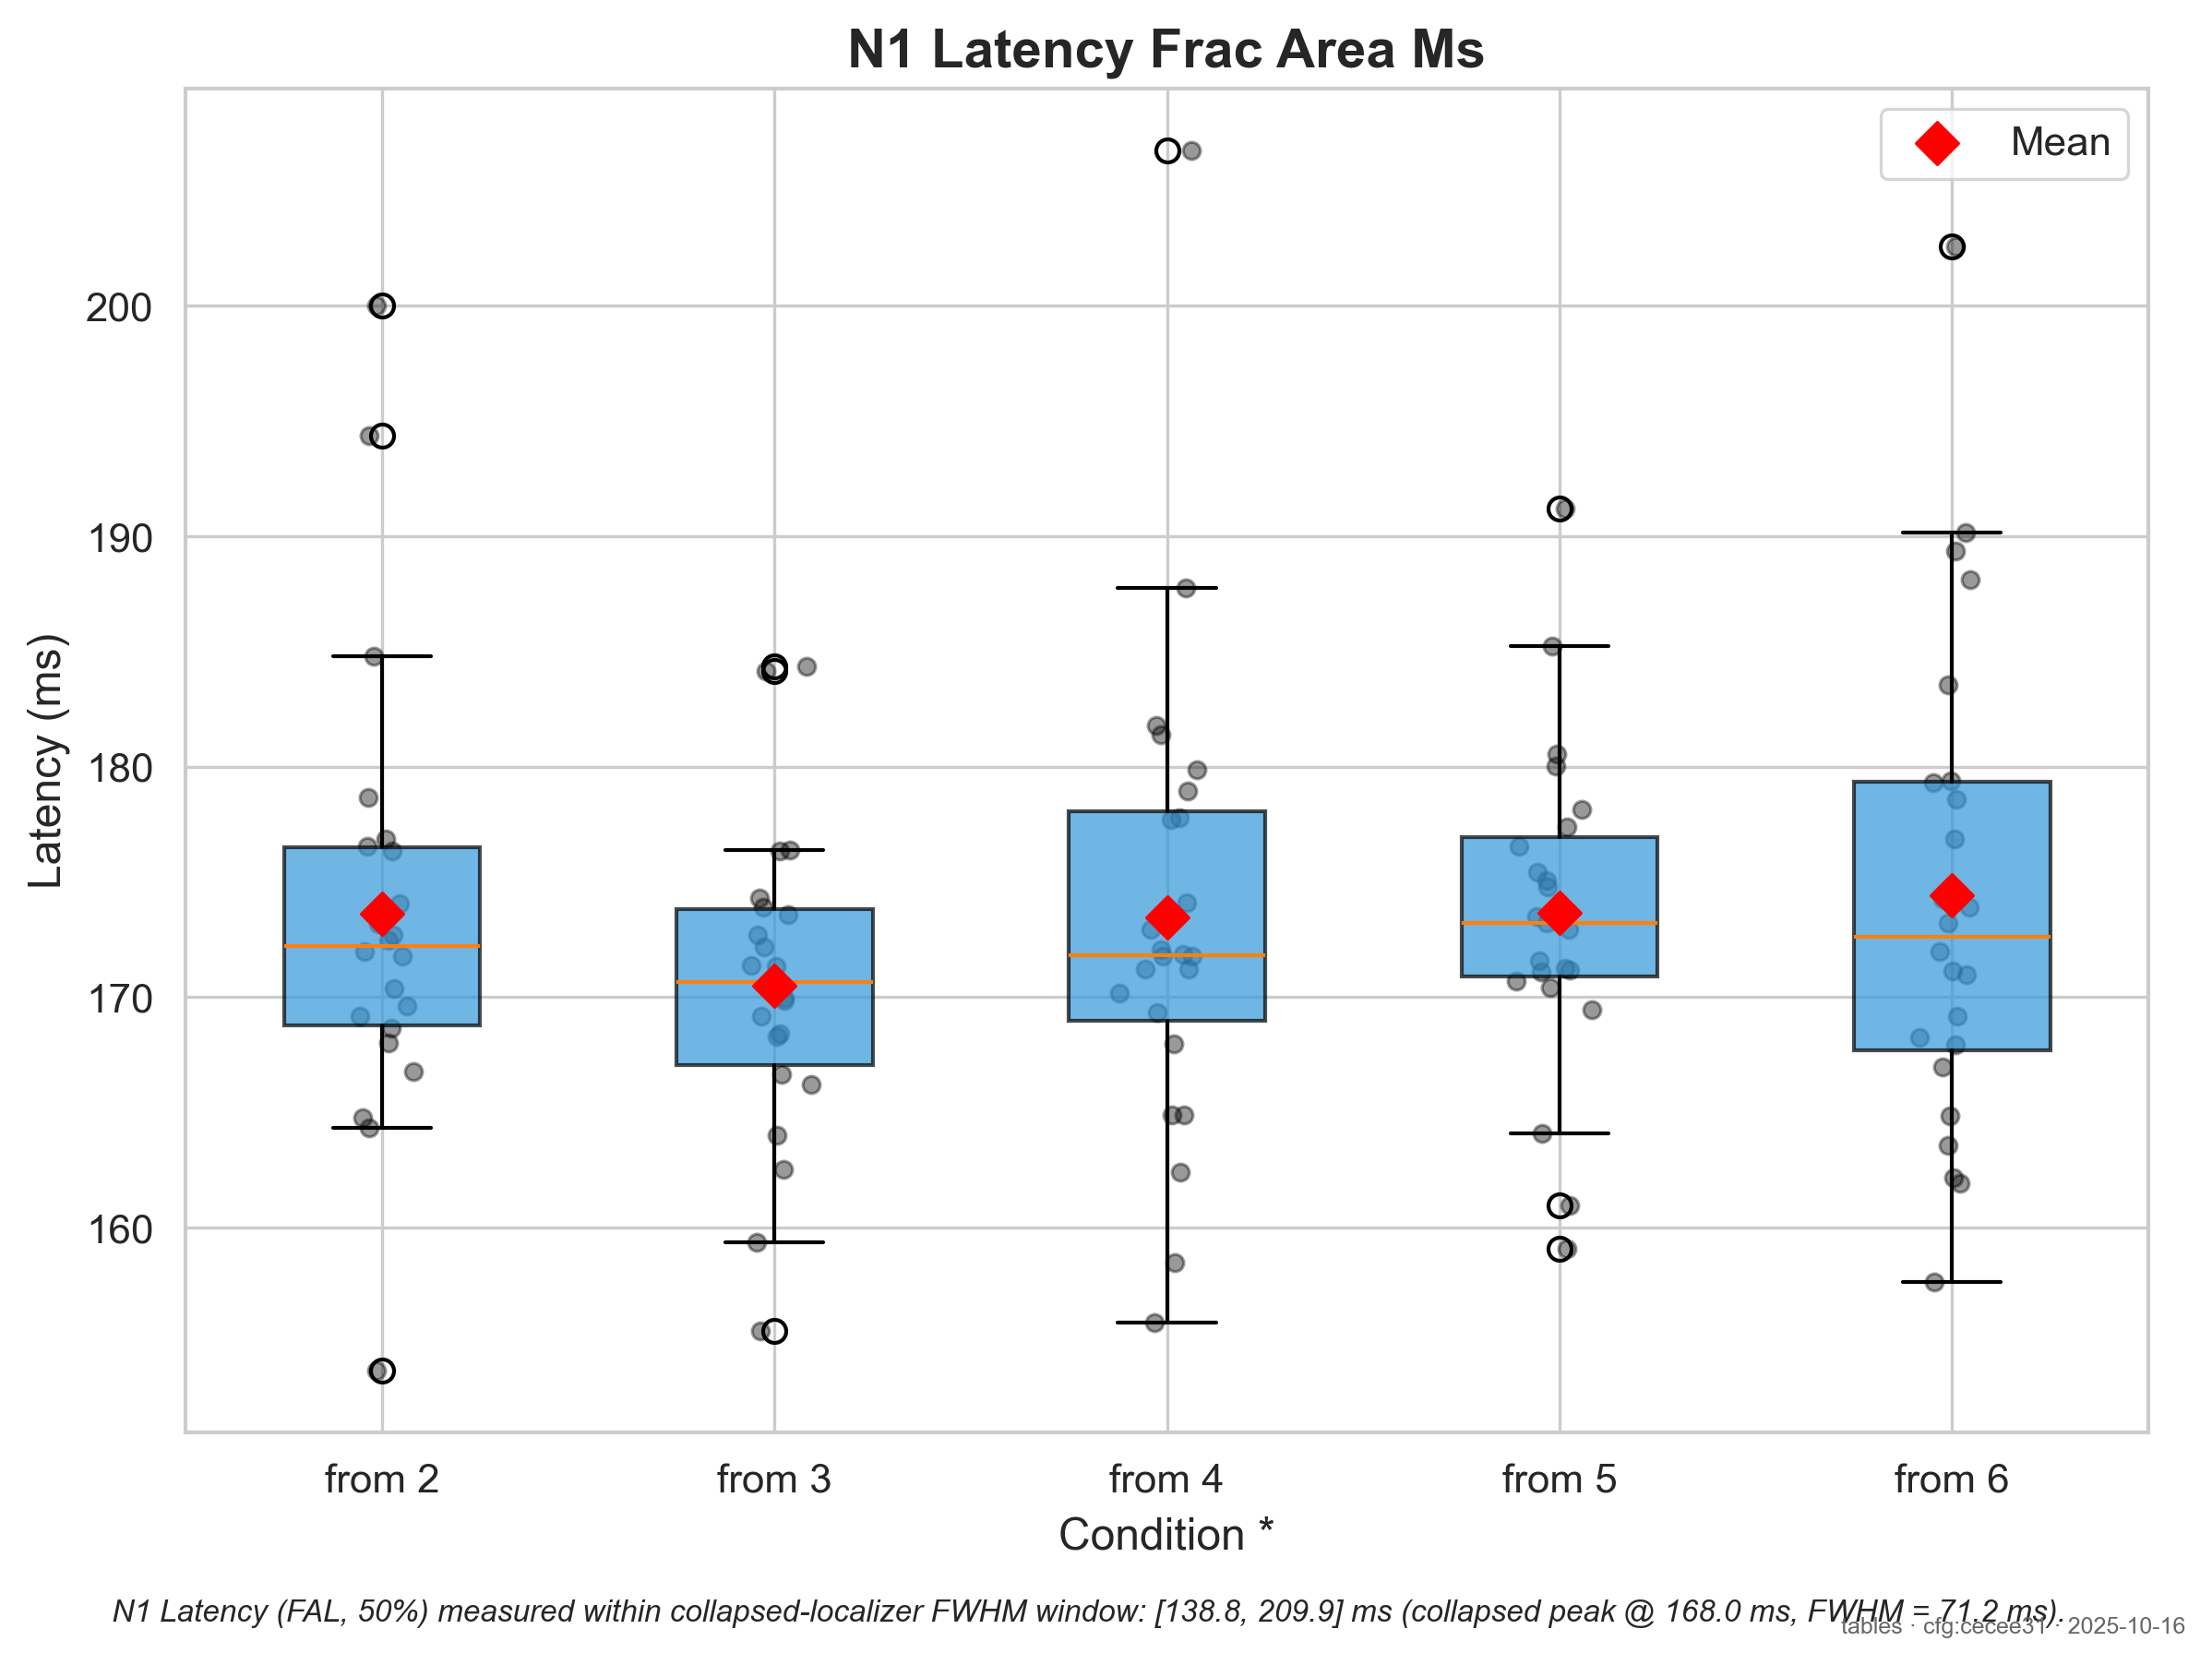 N1 Latency Frac Area Ms
Mean
200
190
180
170
160
Latency (ms)
from 2
from 3
from 4
from 5
from 6
Condition *
N1 Latency (FAL, 50%) measured within collapsed-localizer FWHM window: [138.8, 209.9] ms (collapsed peak @ 168.0 ms, FWHM = 71.2 ms).
tables · cfg:cecee31 · 2025-10-16